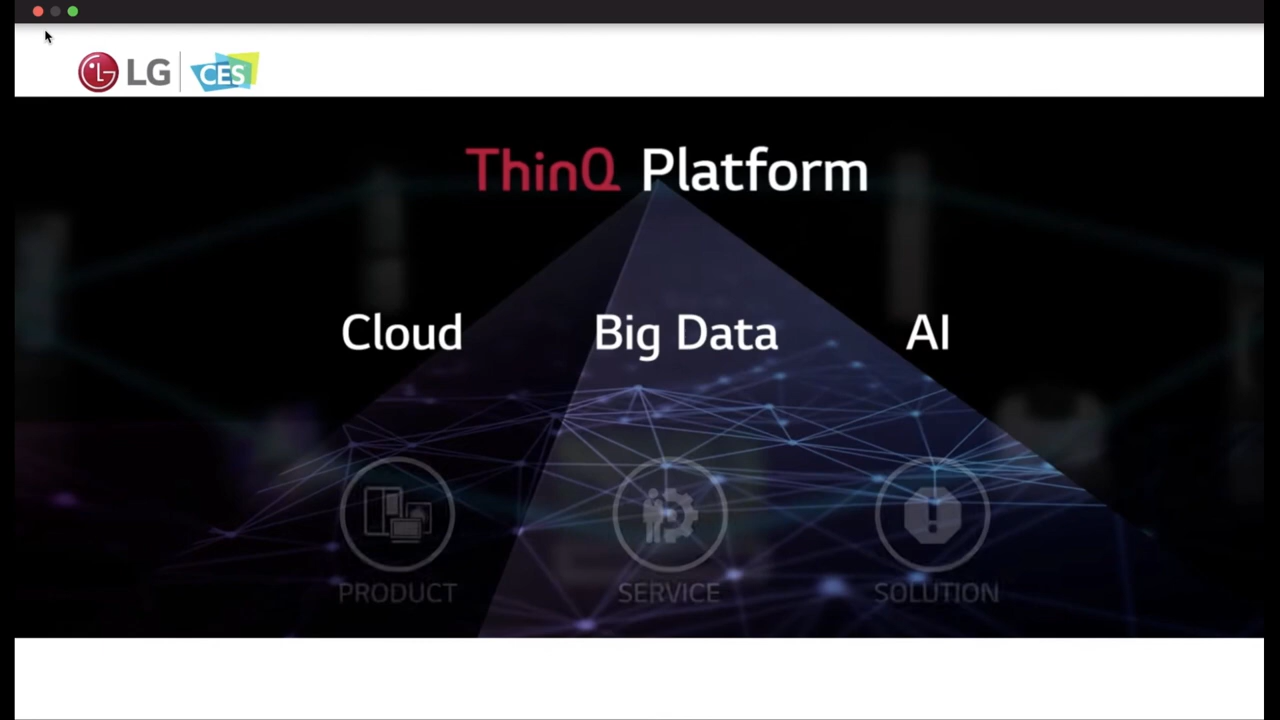 LG CES
ThinQ Platform
Cloud Big Data AI
PRODUCT SERVICE SOLUTION